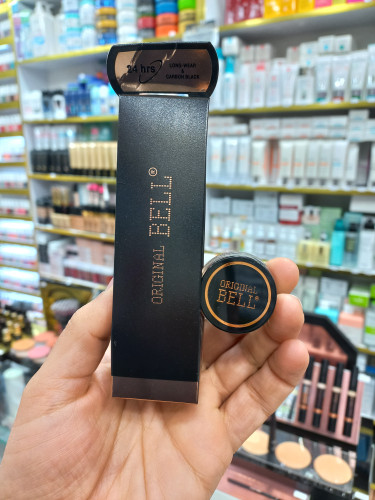 24 hrs
LONG WEAR
&
CARBON BLACK
ORIGINAL BELL®
ORIGINAL
BELL®